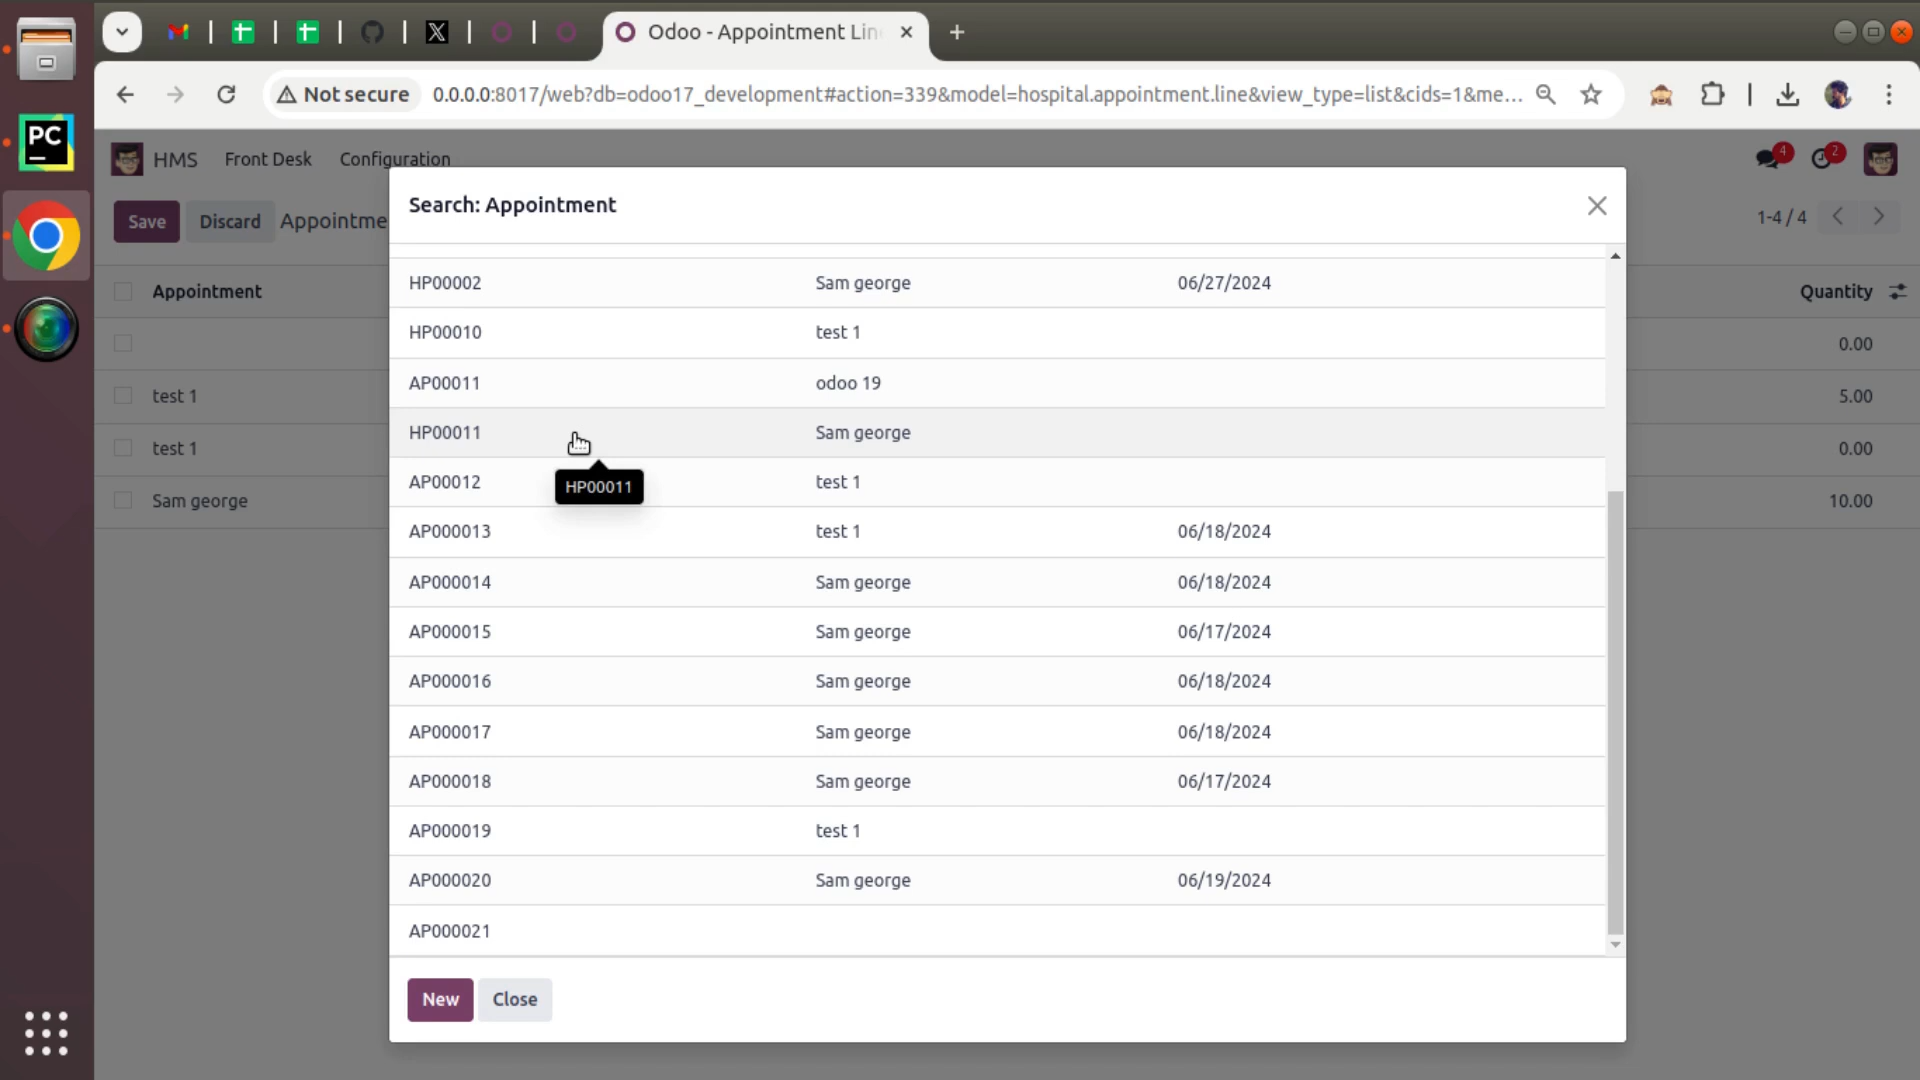 Odoo - Appointment Lin
Not secure
0.0.0.0:8017/web?db=odoo17_development#action=339&model=hospital.appointment.line&view_type=list&cids=1&me...
PC
HMS
Front Desk
Configuration
4
2
Save
Discard
Appointme
1-4 / 4
Search: Appointment
Appointment
Quantity
0.00
test 1
5.00
test 1
0.00
Sam george
10.00
HP00002 Sam george 06/27/2024
HP00010 test 1
AP00011 odoo 19
HP00011 Sam george
HP00011
AP00012 test 1
AP000013 test 1 06/18/2024
AP000014 Sam george 06/18/2024
AP000015 Sam george 06/17/2024
AP000016 Sam george 06/18/2024
AP000017 Sam george 06/18/2024
AP000018 Sam george 06/17/2024
AP000019 test 1
AP000020 Sam george 06/19/2024
AP000021
New
Close